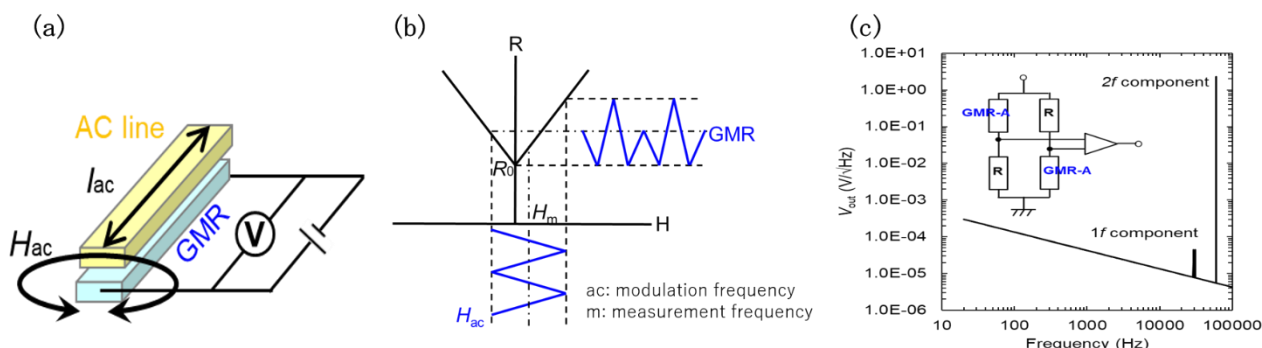 (a)
AC line
Iac
GMR
Hac
V
(b)
R
GMR
R0
Hm
H
Hac
ac: modulation frequency
m: measurement frequency
(c)
Vout (V/√Hz)
1.0E+01
1.0E+00
1.0E-01
1.0E-02
1.0E-03
1.0E-04
1.0E-05
1.0E-06
2f component
GMR-A
R
R
GMR-A
1f component
10
100
1000
10000
100000
Frequency (Hz)